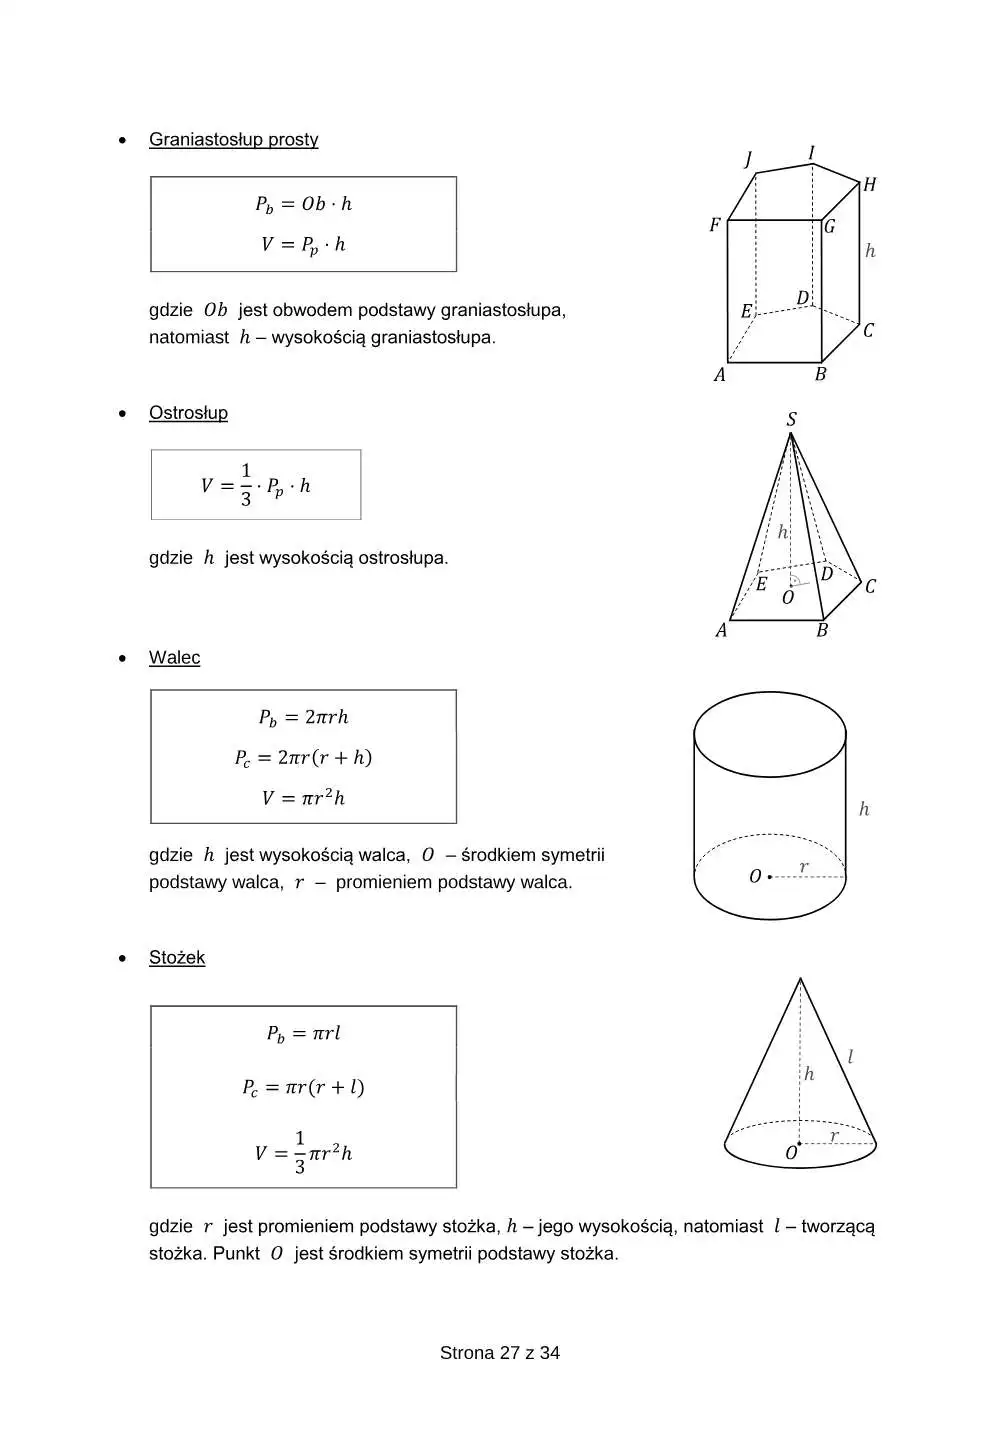 • Graniastosłup prosty
J
I
H
P_b = Ob · h
F
G
V = P_p · h
h
gdzie Ob jest obwodem podstawy graniastosłupa,
E
D
natomiast h – wysokością graniastosłupa.
C
A
B
• Ostrosłup
S
V = 1/3 · P_p · h
h
gdzie h jest wysokością ostrosłupa.
E
D
C
O
A
B
• Walec
P_b = 2πrh
P_c = 2πr(r + h)
V = πr²h
h
gdzie h jest wysokością walca, O – środkiem symetrii
podstawy walca, r – promieniem podstawy walca.
O
r
• Stożek
P_b = πrl
l
h
P_c = πr(r + l)
V = 1/3 πr²h
r
O
gdzie r jest promieniem podstawy stożka, h – jego wysokością, natomiast l – tworzącą
stożka. Punkt O jest środkiem symetrii podstawy stożka.
Strona 27 z 34